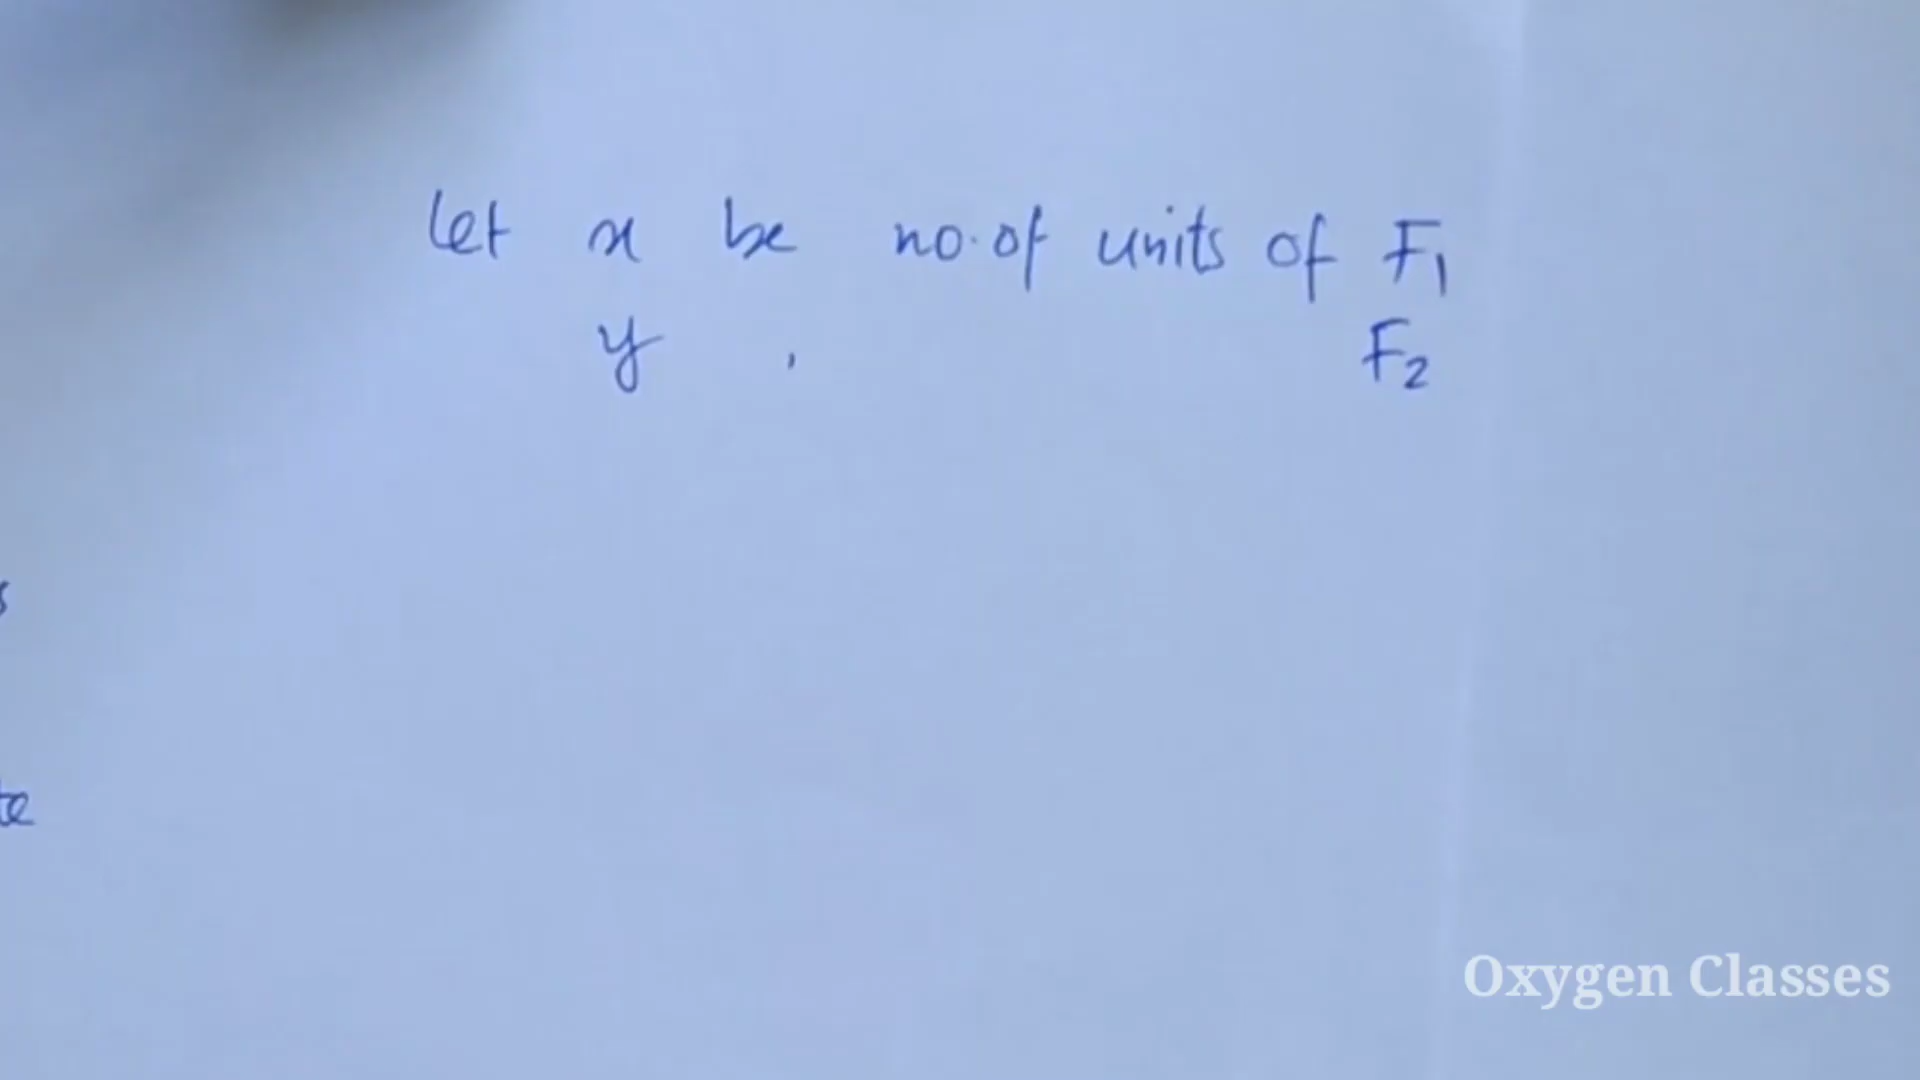 Let x be no. of units of F1
y , F2
Oxygen Classes